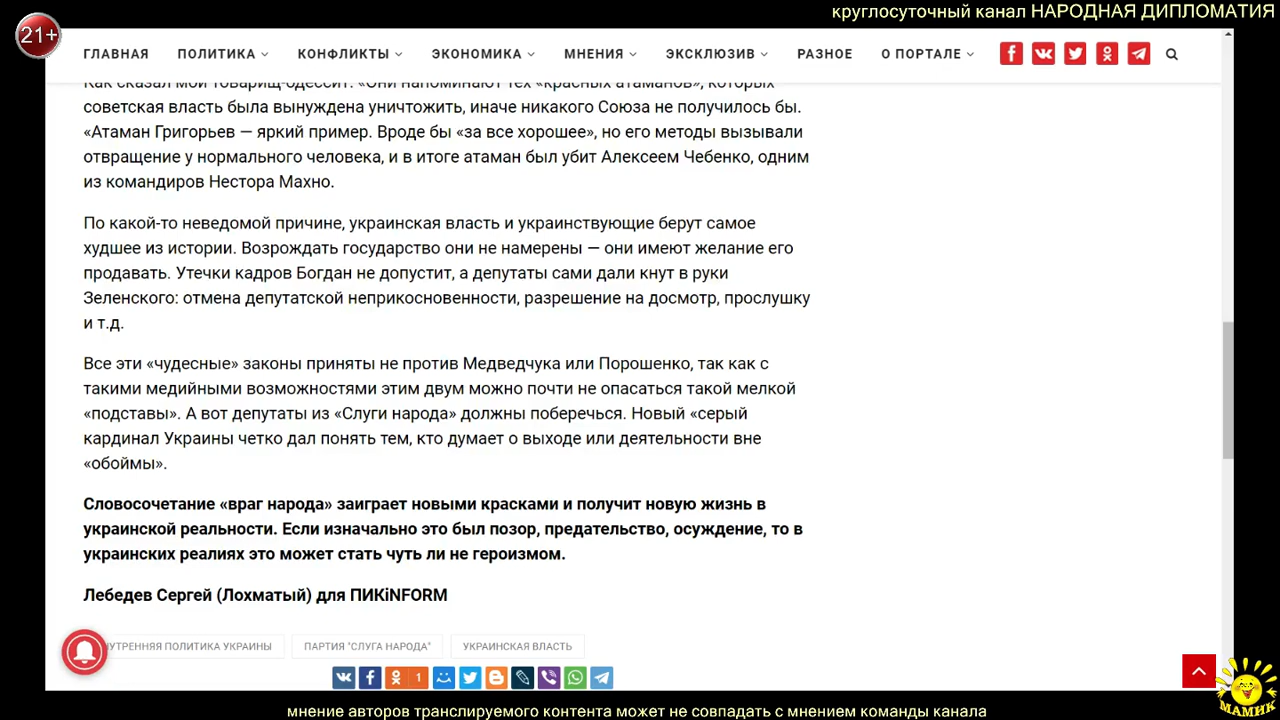 круглосуточный канал НАРОДНАЯ ДИПЛОМАТИЯ
21+
ГЛАВНАЯ ПОЛИТИКА КОНФЛИКТЫ ЭКОНОМИКА МНЕНИЯ ЭКСКЛЮЗИВ РАЗНОЕ О ПОРТАЛЕ
Как сказал мой товарищ-одессит: «Они напоминают тех «красных атаманов», которых
советская власть была вынуждена уничтожить, иначе никакого Союза не получилось бы.
«Атаман Григорьев — яркий пример. Вроде бы «за все хорошее», но его методы вызывали
отвращение у нормального человека, и в итоге атаман был убит Алексеем Чебенко, одним
из командиров Нестора Махно.
По какой-то неведомой причине, украинская власть и украинствующие берут самое
худшее из истории. Возрождать государство они не намерены — они имеют желание его
продавать. Утечки кадров Богдан не допустит, а депутаты сами дали кнут в руки
Зеленского: отмена депутатской неприкосновенности, разрешение на досмотр, прослушку
и т.д.
Все эти «чудесные» законы приняты не против Медведчука или Порошенко, так как с
такими медийными возможностями этим двум можно почти не опасаться такой мелкой
«подставы». А вот депутаты из «Слуги народа» должны поберечься. Новый «серый
кардинал Украины четко дал понять тем, кто думает о выходе или деятельности вне
«обоймы».
Словосочетание «враг народа» заиграет новыми красками и получит новую жизнь в
украинской реальности. Если изначально это был позор, предательство, осуждение, то в
украинских реалиях это может стать чуть ли не героизмом.
Лебедев Сергей (Лохматый) для ПИКiNFORM
УТРЕННЯЯ ПОЛИТИКА УКРАИНЫ ПАРТИЯ "СЛУГА НАРОДА" УКРАИНСКАЯ ВЛАСТЬ
1
МАМИК
мнение авторов транслируемого контента может не совпадать с мнением команды канала